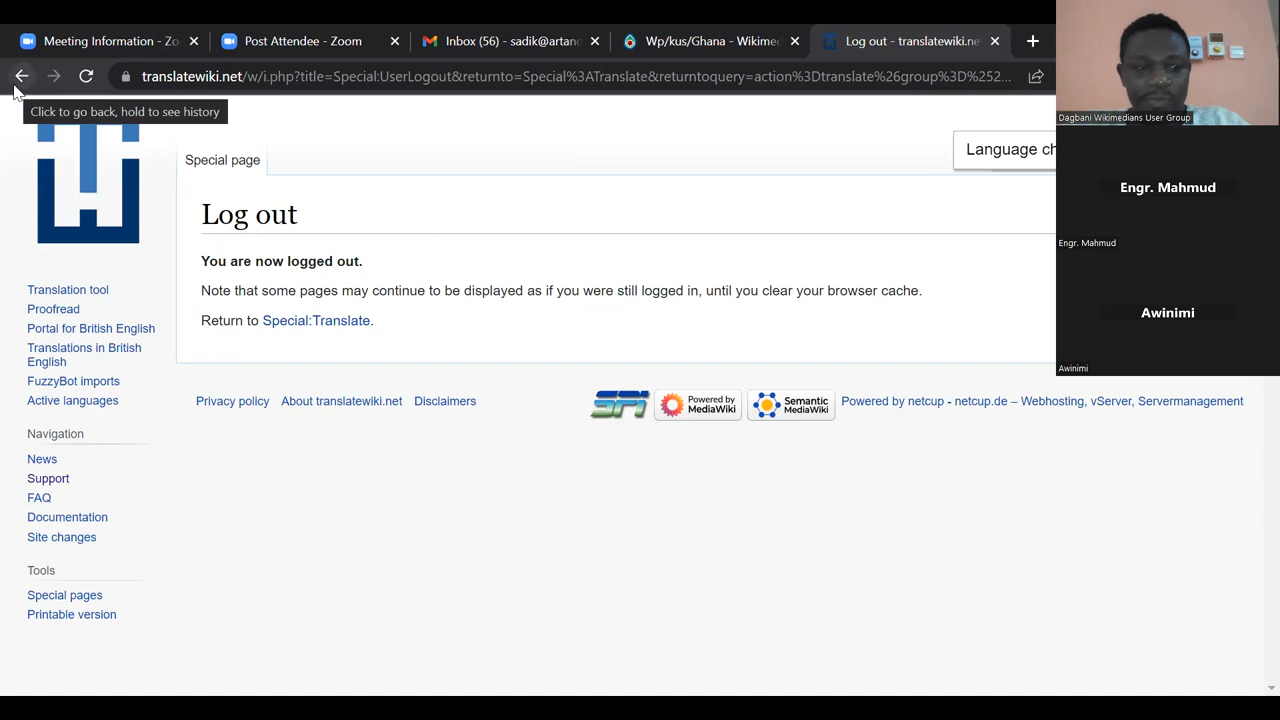 Meeting Information - Zo
Post Attendee - Zoom
Inbox (56) - sadik@artand
Wp/kus/Ghana - Wikimed
Log out - translatewiki.ne
translatewiki.net/w/i.php?title=Special:UserLogout&returnto=Special%3ATranslate&returntoquery=action%3Dtranslate%26group%3D%252...
Click to go back, hold to see history
Special page
Language ch
Log out
You are now logged out.
Note that some pages may continue to be displayed as if you were still logged in, until you clear your browser cache.
Return to Special:Translate.
Translation tool
Proofread
Portal for British English
Translations in British
English
FuzzyBot imports
Active languages
Navigation
News
Support
FAQ
Documentation
Site changes
Tools
Special pages
Printable version
Privacy policy
About translatewiki.net
Disclaimers
SPI
Powered by
MediaWiki
Semantic
MediaWiki
Powered by netcup - netcup.de – Webhosting, vServer, Servermanagement
Dagbani Wikimedians User Group
Engr. Mahmud
Engr. Mahmud
Awinimi
Awinimi